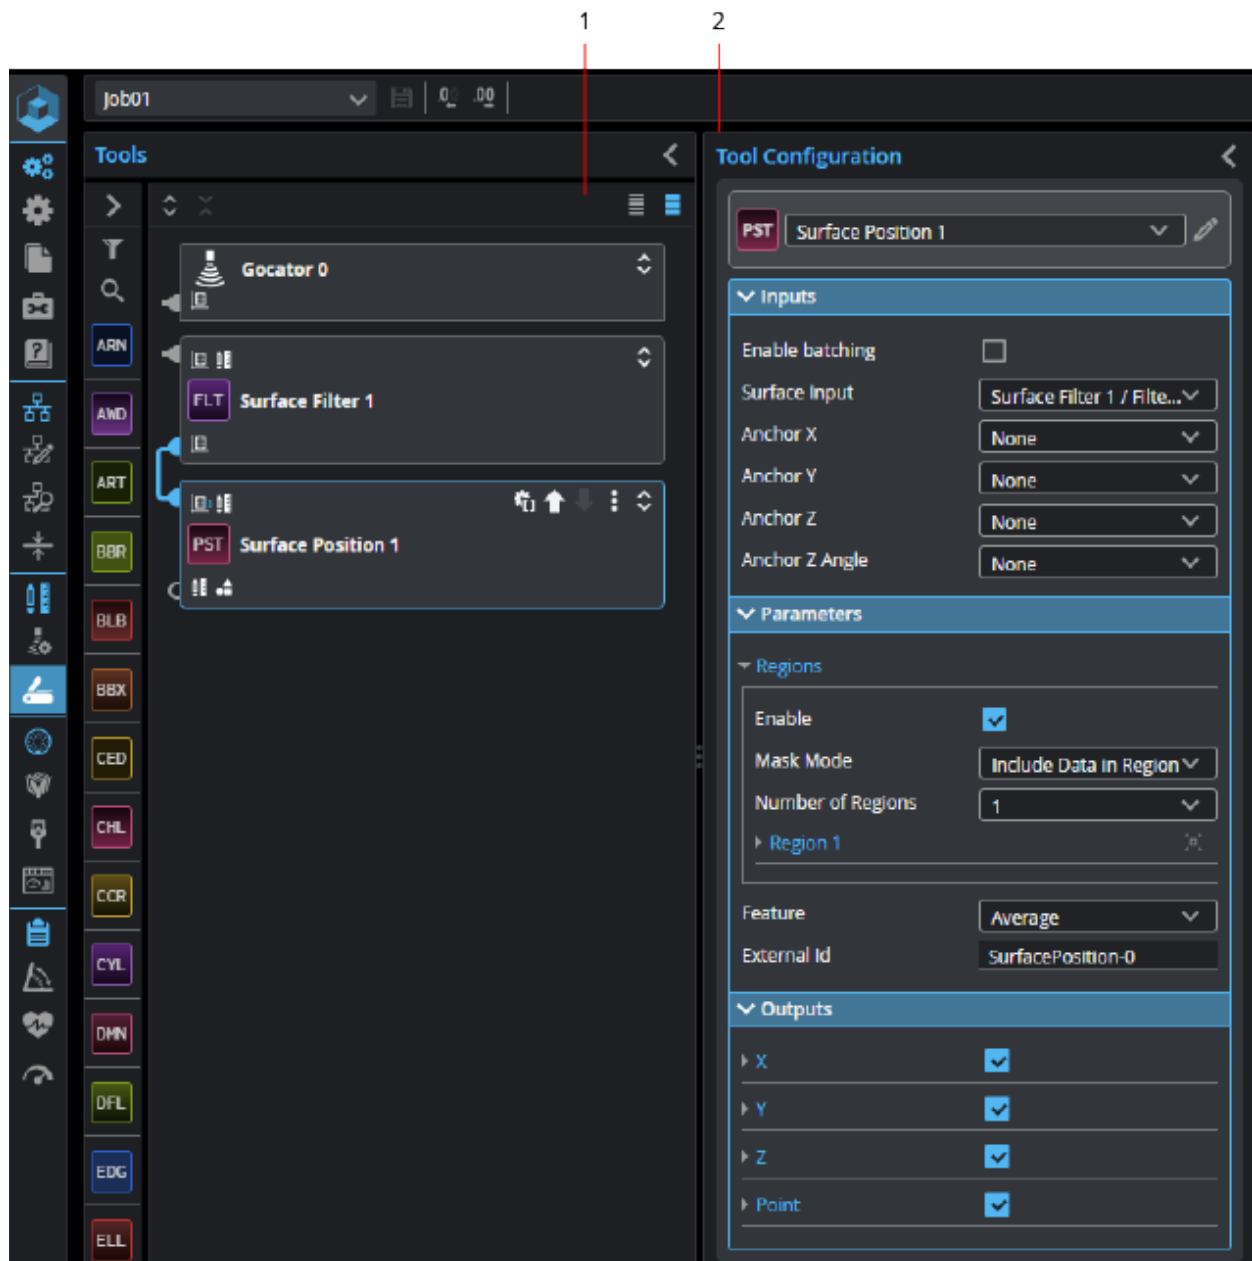 1 2
Job01
Tools
Tool Configuration
PST Surface Position 1
Gocator 0
Inputs
ARN
Enable batching
FLT Surface Filter 1
Surface Input Surface Filter 1 / Filte...
AWD
Anchor X None
Anchor Y None
ART
Anchor Z None
PST Surface Position 1
BBR
Anchor Z Angle None
BLB
Parameters
Regions
BBX
Enable
CED
Mask Mode Include Data in Region
Number of Regions 1
CHL
Region 1
CCR
Feature Average
CYL
External Id SurfacePosition-0
Outputs
DMN
X
DFL
Y
Z
EDG
Point
ELL